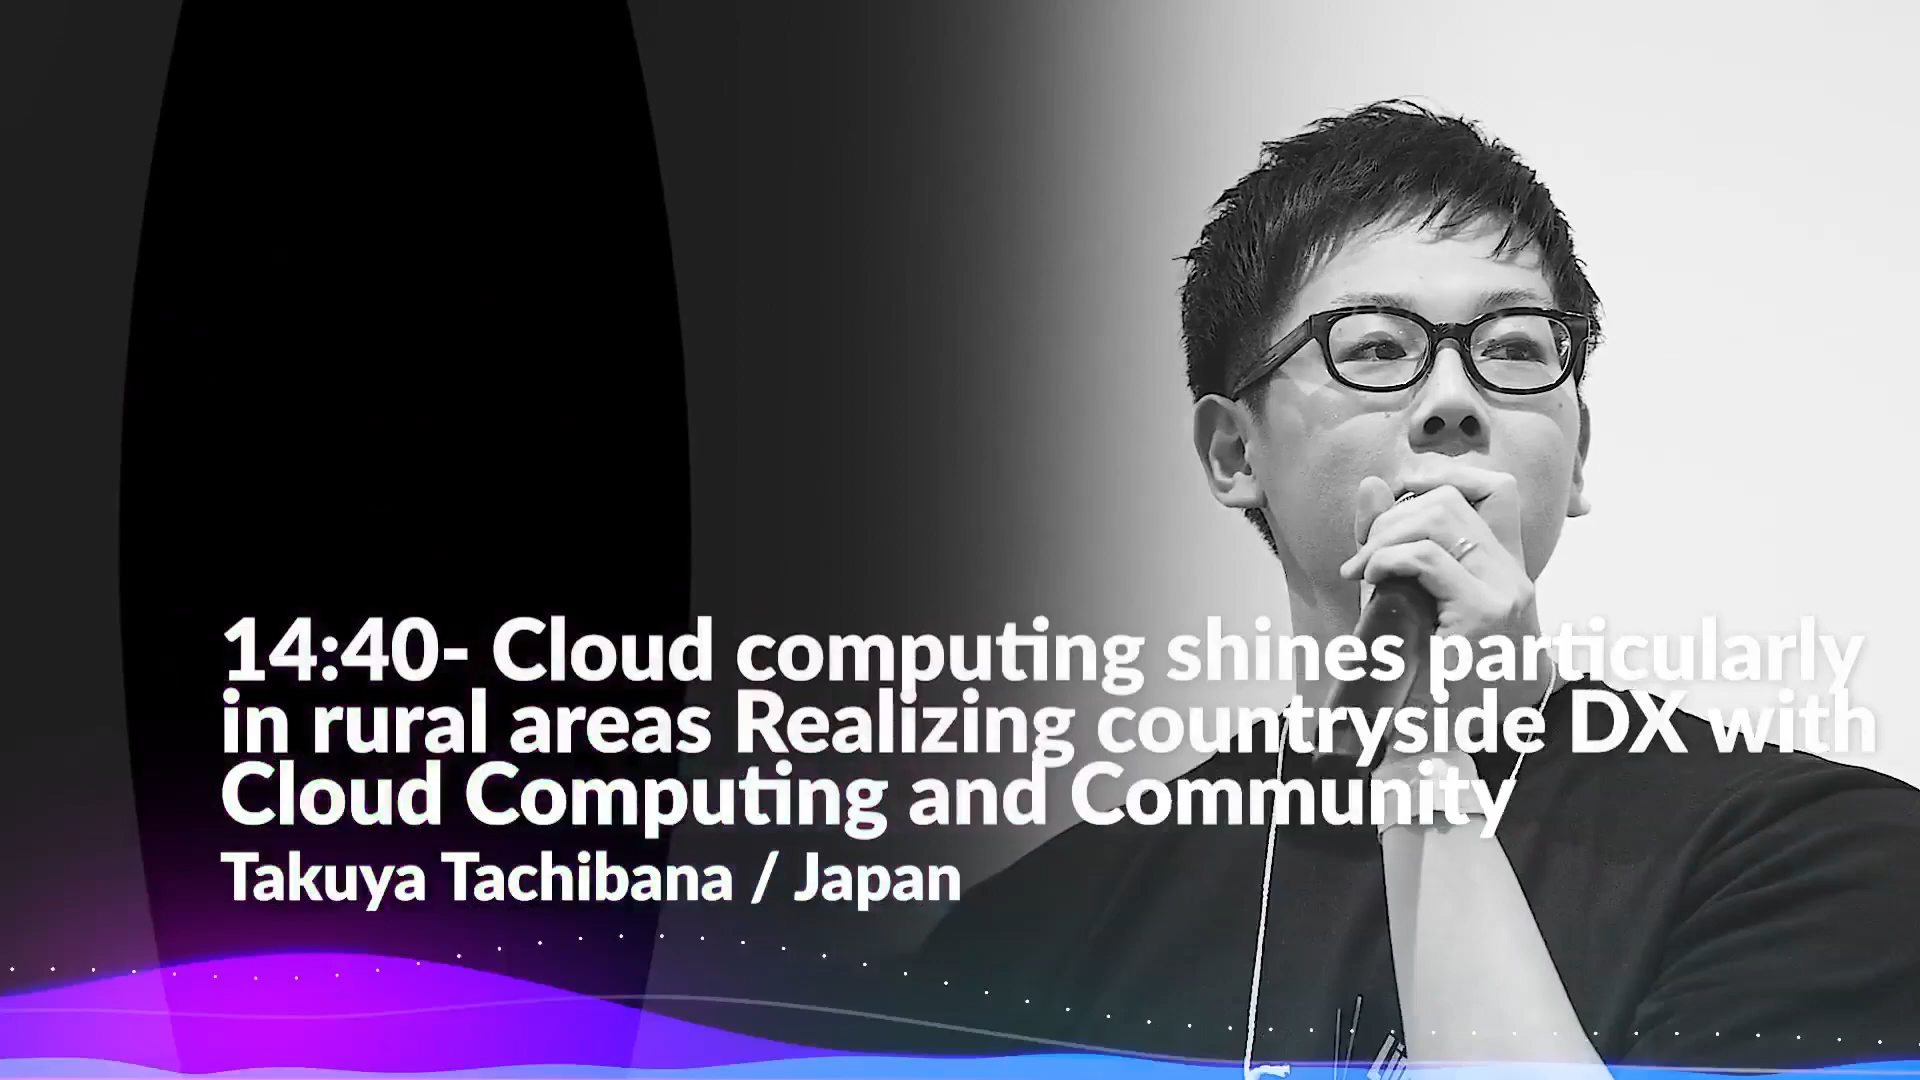 14:40- Cloud computing shines particularly
in rural areas Realizing countryside DX with
Cloud Computing and Community
Takuya Tachibana / Japan